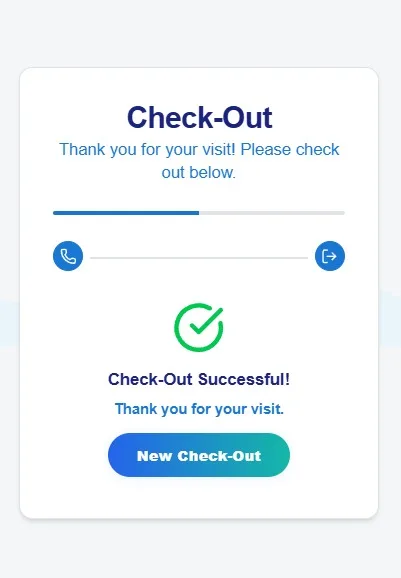 Check-Out
Thank you for your visit! Please check
out below.
Check-Out Successful!
Thank you for your visit.
New Check-Out